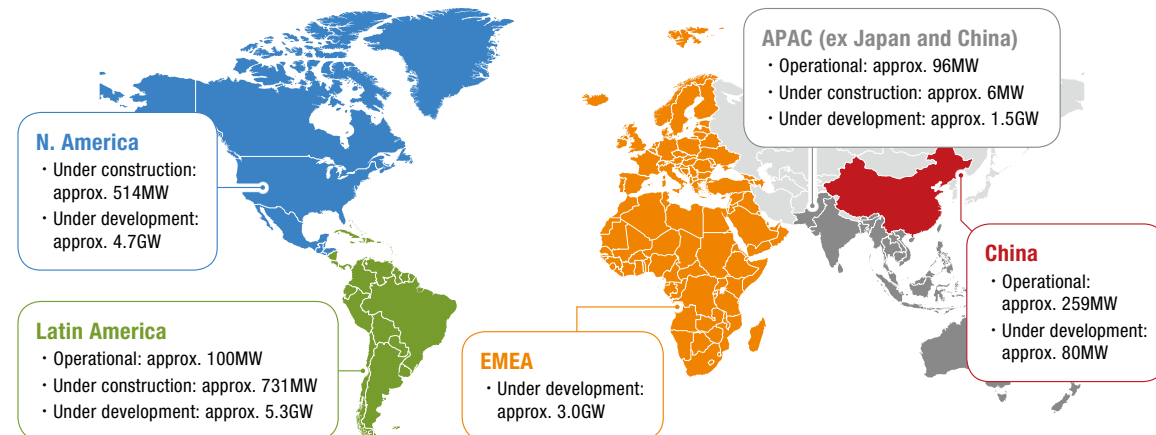 APAC (ex Japan and China)
・Operational: approx. 96MW
・Under construction: approx. 6MW
・Under development: approx. 1.5GW
N. America
・Under construction:
approx. 514MW
・Under development:
approx. 4.7GW
China
・Operational:
approx. 259MW
・Under development:
approx. 80MW
Latin America
・Operational: approx. 100MW
・Under construction: approx. 731MW
・Under development: approx. 5.3GW
EMEA
・Under development:
approx. 3.0GW